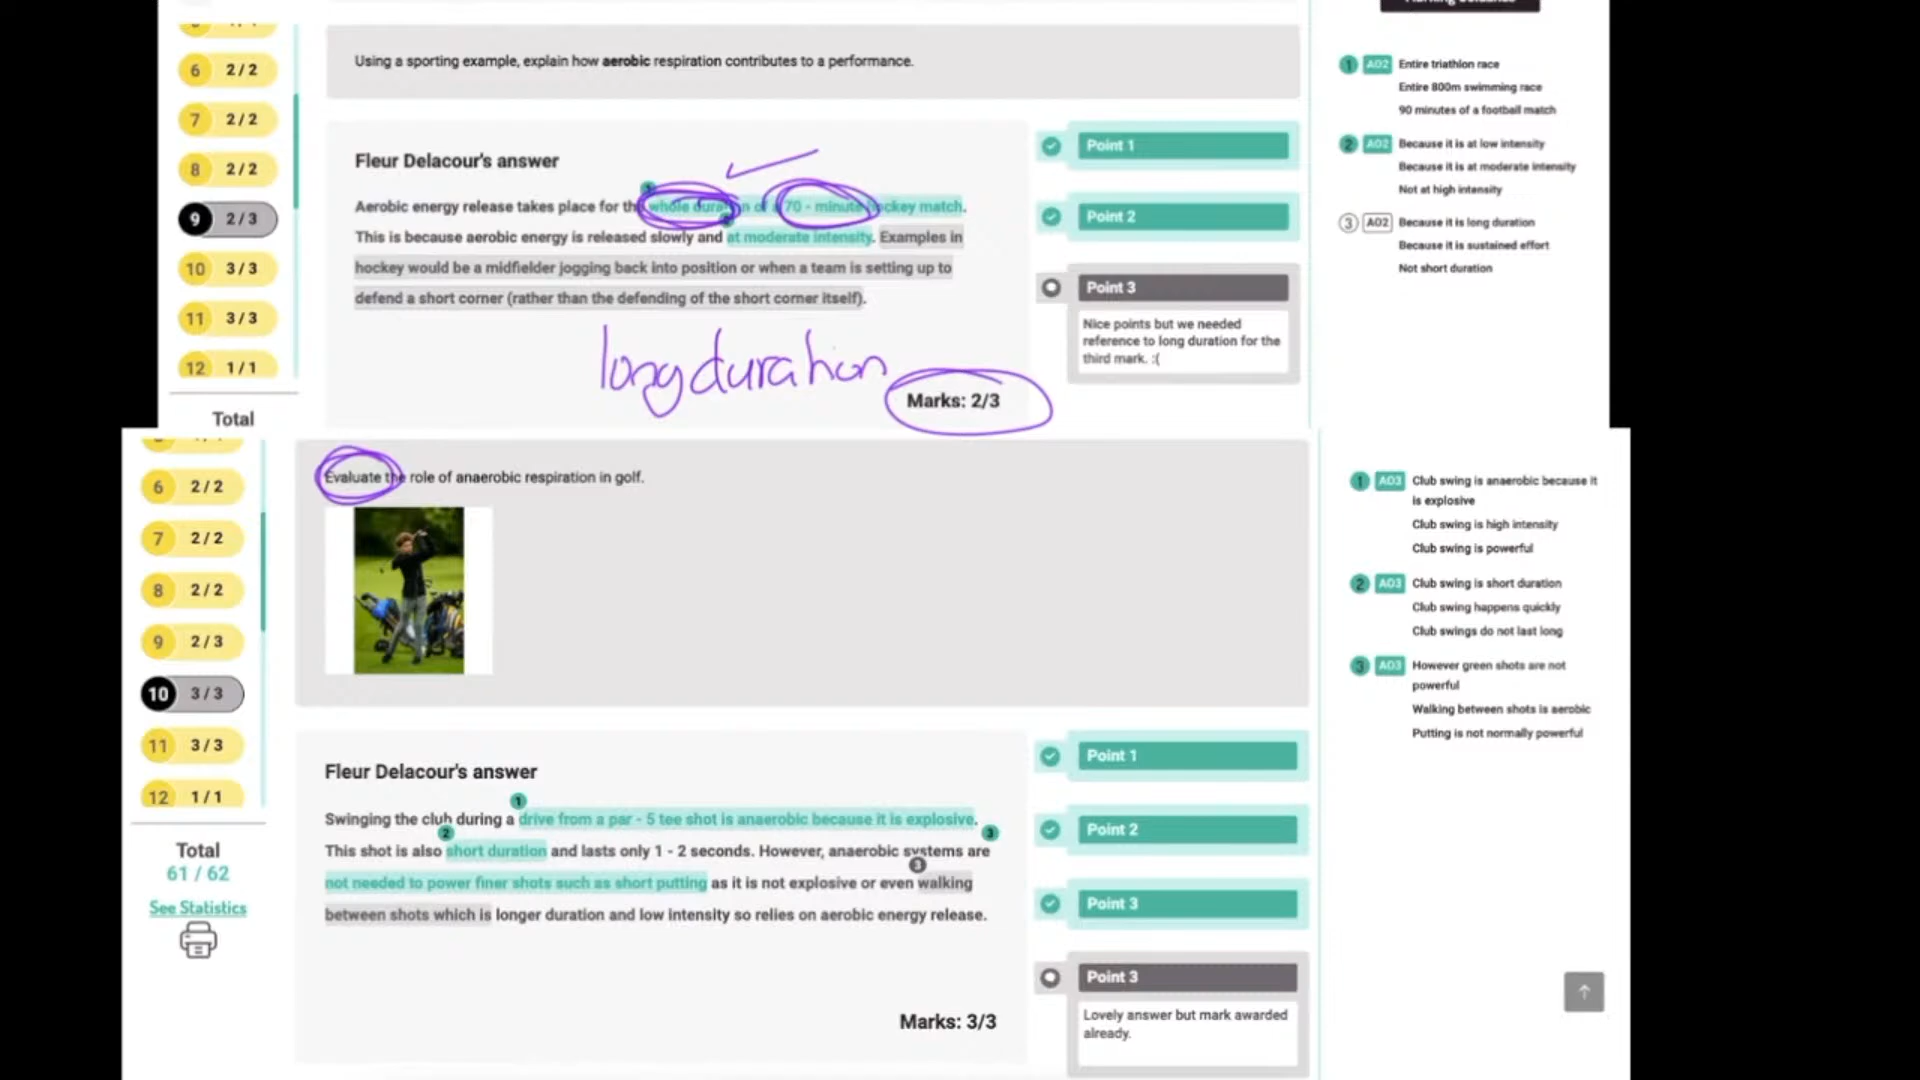 Marking Guidance
6 2 / 2
7 2 / 2
8 2 / 2
9 2 / 3
10 3 / 3
11 3 / 3
12 1 / 1
Total
Using a sporting example, explain how aerobic respiration contributes to a performance.
Fleur Delacour's answer
1
Aerobic energy release takes place for the whole duration of a 70 - minute hockey match.
2
This is because aerobic energy is released slowly and at moderate intensity. Examples in
hockey would be a midfielder jogging back into position or when a team is setting up to
defend a short corner (rather than the defending of the short corner itself).
long duration
Marks: 2/3
Point 1
Point 2
Point 3
Nice points but we needed
reference to long duration for the
third mark. :(
1 AO2 Entire triathlon race
Entire 800m swimming race
90 minutes of a football match
2 AO2 Because it is at low intensity
Because it is at moderate intensity
Not at high intensity
3 AO2 Because it is long duration
Because it is sustained effort
Not short duration
6 2 / 2
7 2 / 2
8 2 / 2
9 2 / 3
10 3 / 3
11 3 / 3
12 1 / 1
Total
61 / 62
See Statistics
Evaluate the role of anaerobic respiration in golf.
Fleur Delacour's answer
1
Swinging the club during a drive from a par - 5 tee shot is anaerobic because it is explosive.
2 3
This shot is also short duration and lasts only 1 - 2 seconds. However, anaerobic systems are
3
not needed to power finer shots such as short putting as it is not explosive or even walking
between shots which is longer duration and low intensity so relies on aerobic energy release.
Marks: 3/3
Point 1
Point 2
Point 3
Point 3
Lovely answer but mark awarded
already.
1 AO3 Club swing is anaerobic because it
is explosive
Club swing is high intensity
Club swing is powerful
2 AO3 Club swing is short duration
Club swing happens quickly
Club swings do not last long
3 AO3 However green shots are not
powerful
Walking between shots is aerobic
Putting is not normally powerful